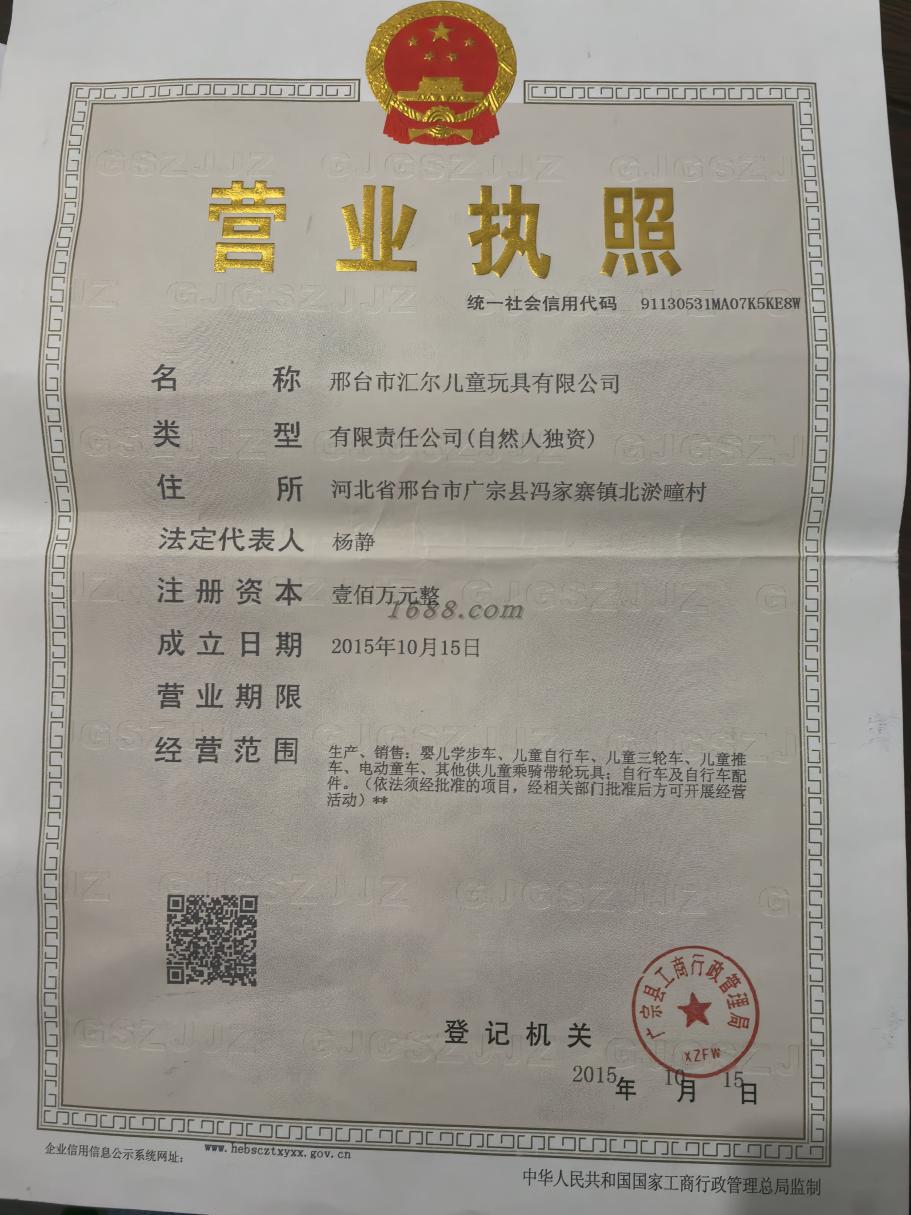 营业执照
统一社会信用代码 91130531MA07K5KE8W
名称 邢台市汇尔儿童玩具有限公司
类型 有限责任公司(自然人独资)
住所 河北省邢台市广宗县冯家寨镇北淤疃村
法定代表人 杨静
注册资本 壹佰万元整
1688.com
成立日期 2015年10月15日
营业期限
经营范围 生产、销售:婴儿学步车、儿童自行车、儿童三轮车、儿童推
车、电动童车、其他供儿童乘骑带轮玩具;自行车及自行车配
件。(依法须经批准的项目,经相关部门批准后方可开展经营
活动)**
广宗县工商行政管理局
XZFW
登记机关
2015年10月15日
企业信用信息公示系统网址: www.hebscztxyxx.gov.cn
中华人民共和国国家工商行政管理总局监制